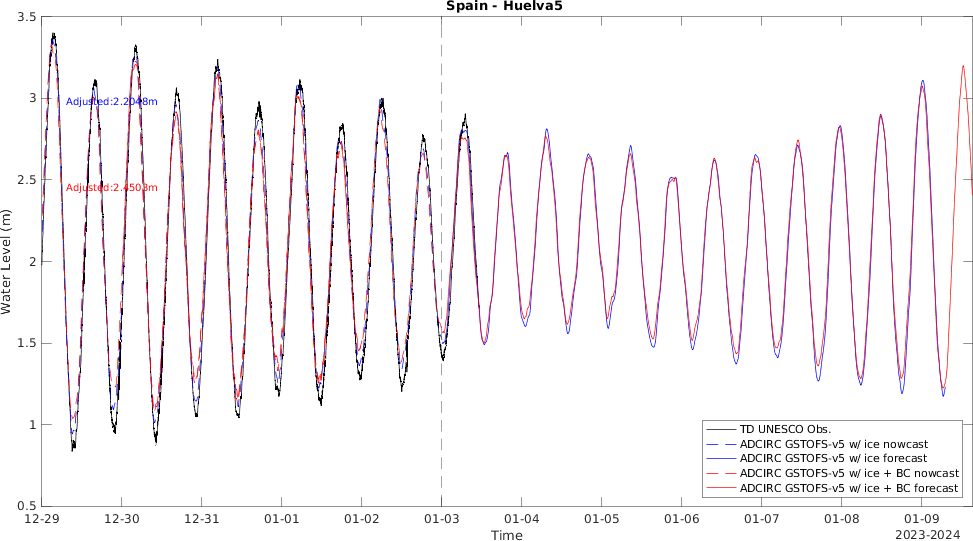 Spain - Huelva5
3.5
3
2.5
2
1.5
1
0.5
Water Level (m)
Adjusted:2.2048m
Adjusted:2.4503m
TD UNESCO Obs.
ADCIRC GSTOFS-v5 w/ ice nowcast
ADCIRC GSTOFS-v5 w/ ice forecast
ADCIRC GSTOFS-v5 w/ ice + BC nowcast
ADCIRC GSTOFS-v5 w/ ice + BC forecast
12-29 12-30 12-31 01-01 01-02 01-03 01-04 01-05 01-06 01-07 01-08 01-09
Time
2023-2024